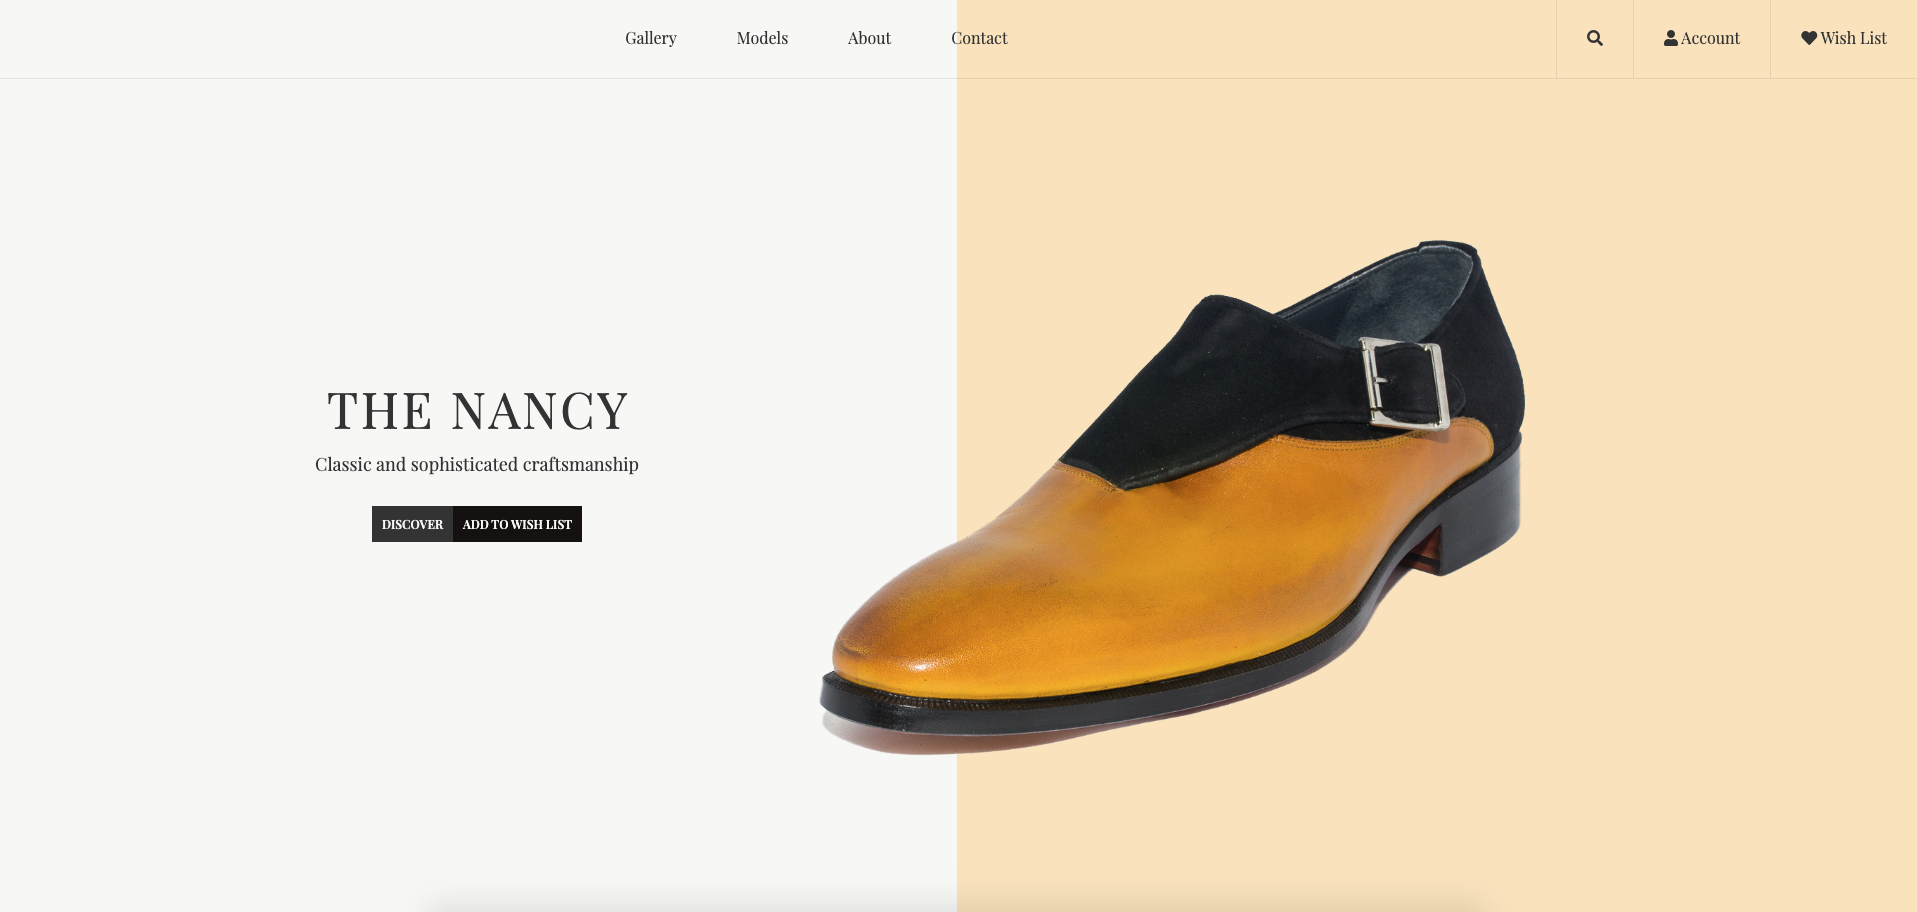 Gallery Models About Contact Account Wish List
THE NANCY
Classic and sophisticated craftsmanship
DISCOVER ADD TO WISH LIST